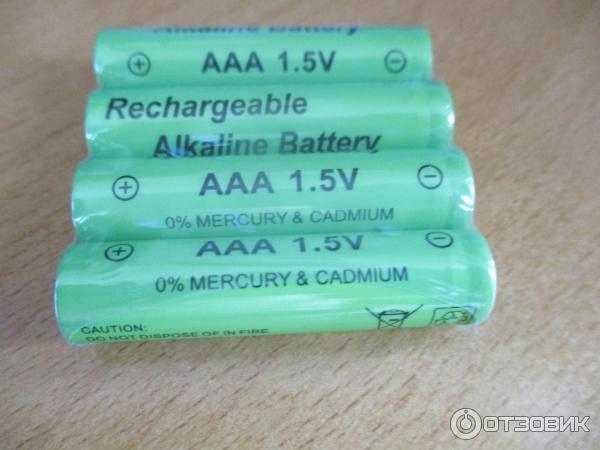 Alkaline Battery
+ AAA 1.5V −
Rechargeable
Alkaline Battery
+ AAA 1.5V −
0% MERCURY & CADMIUM
+ AAA 1.5V −
0% MERCURY & CADMIUM
CAUTION:
DO NOT DISPOSE OF IN FIRE
ОТЗОВИК